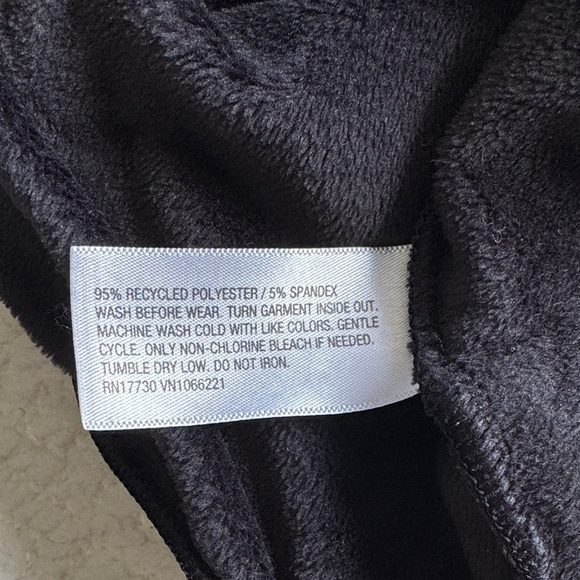 95% RECYCLED POLYESTER / 5% SPANDEX
WASH BEFORE WEAR. TURN GARMENT INSIDE OUT.
MACHINE WASH COLD WITH LIKE COLORS. GENTLE
CYCLE. ONLY NON-CHLORINE BLEACH IF NEEDED.
TUMBLE DRY LOW. DO NOT IRON.
RN17730 VN1066221